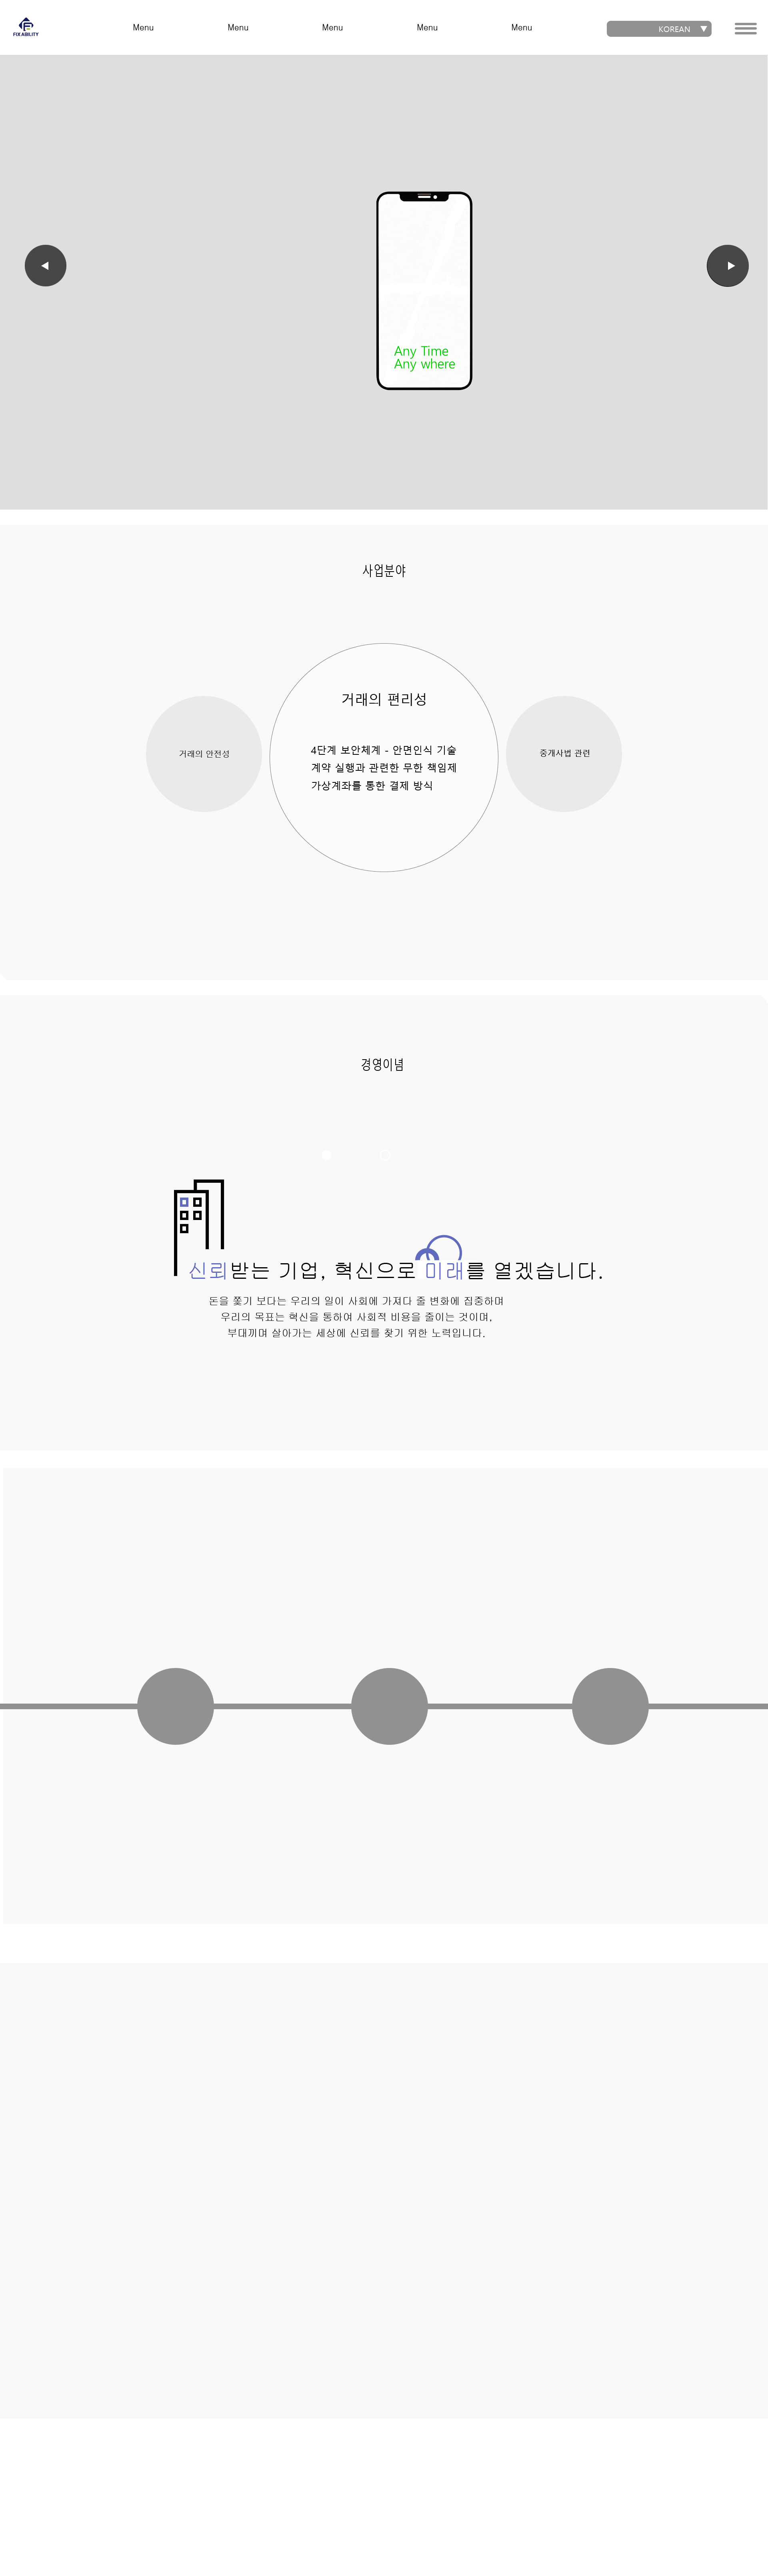 FIXABILITY
Menu
Menu
Menu
Menu
Menu
KOREAN
Any Time
Any where
사업분야
거래의 편리성
거래의 안전성
4단계 보안체계 - 안면인식 기술
계약 실행과 관련한 무한 책임제
가상계좌를 통한 결제 방식
중개사법 관련
경영이념
신뢰받는 기업, 혁신으로 미래를 열겠습니다.
돈을 쫓기 보다는 우리의 일이 사회에 가져다 줄 변화에 집중하며
우리의 목표는 혁신을 통하여 사회적 비용을 줄이는 것이며,
부대끼며 살아가는 세상에 신뢰를 찾기 위한 노력입니다.